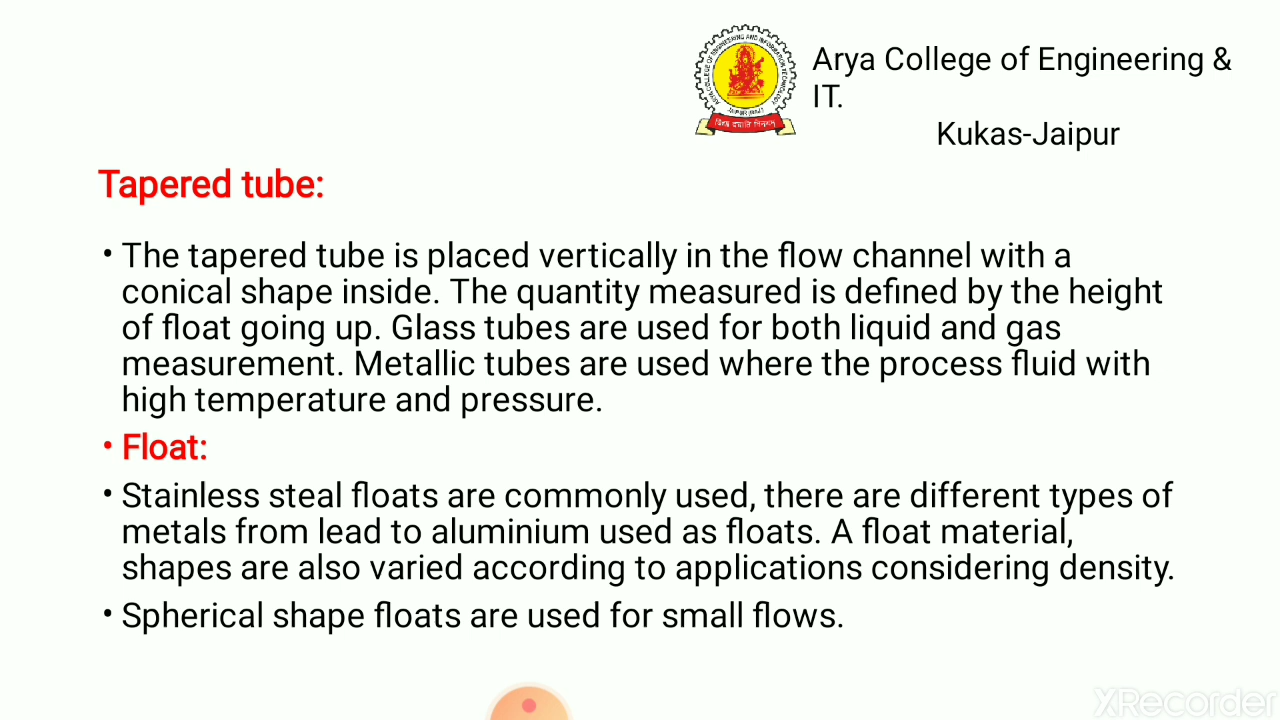 Arya College of Engineering &
IT.
Kukas-Jaipur
Tapered tube:
• The tapered tube is placed vertically in the flow channel with a
conical shape inside. The quantity measured is defined by the height
of float going up. Glass tubes are used for both liquid and gas
measurement. Metallic tubes are used where the process fluid with
high temperature and pressure.
• Float:
• Stainless steal floats are commonly used, there are different types of
metals from lead to aluminium used as floats. A float material,
shapes are also varied according to applications considering density.
• Spherical shape floats are used for small flows.
XRecorder